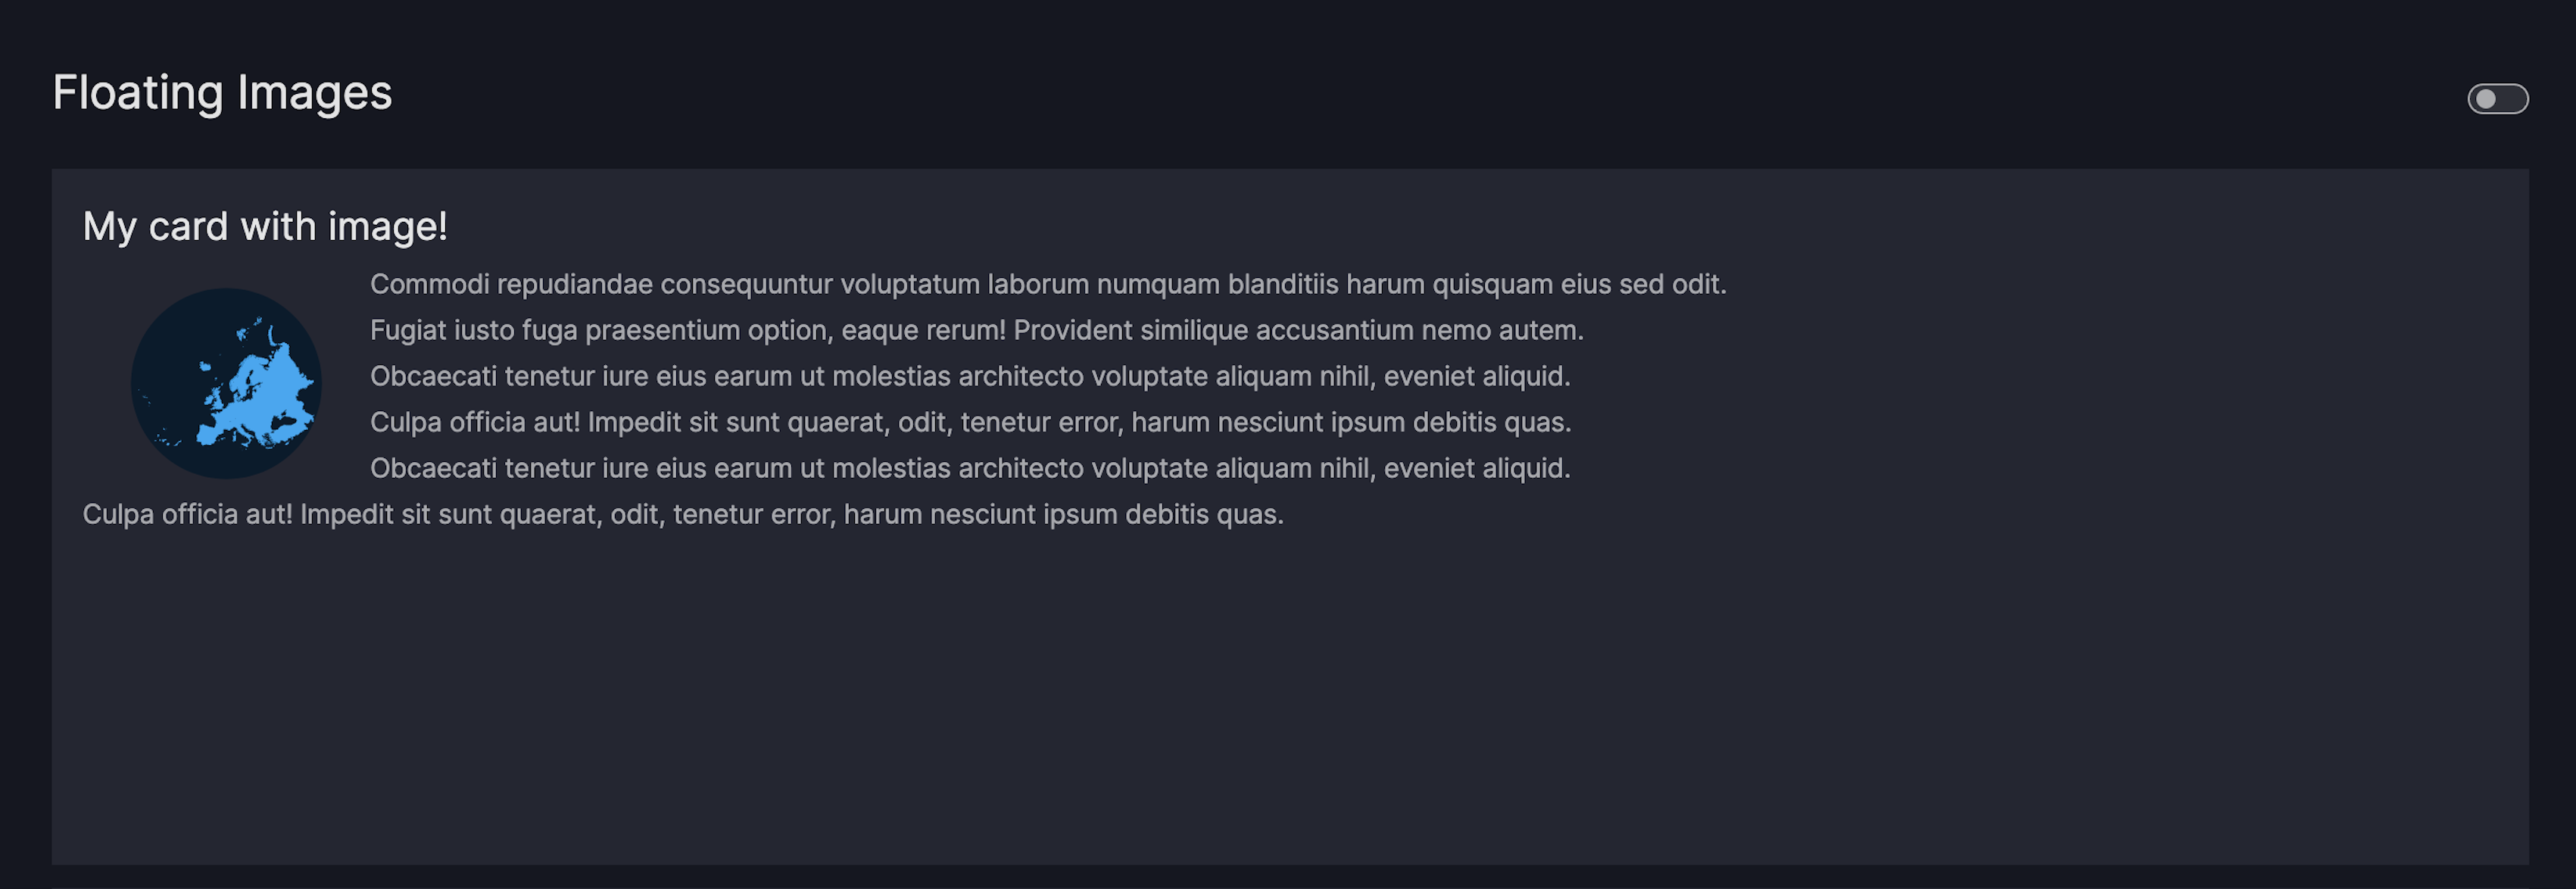 Floating Images
My card with image!
Commodi repudiandae consequuntur voluptatum laborum numquam blanditiis harum quisquam eius sed odit.
Fugiat iusto fuga praesentium option, eaque rerum! Provident similique accusantium nemo autem.
Obcaecati tenetur iure eius earum ut molestias architecto voluptate aliquam nihil, eveniet aliquid.
Culpa officia aut! Impedit sit sunt quaerat, odit, tenetur error, harum nesciunt ipsum debitis quas.
Obcaecati tenetur iure eius earum ut molestias architecto voluptate aliquam nihil, eveniet aliquid.
Culpa officia aut! Impedit sit sunt quaerat, odit, tenetur error, harum nesciunt ipsum debitis quas.